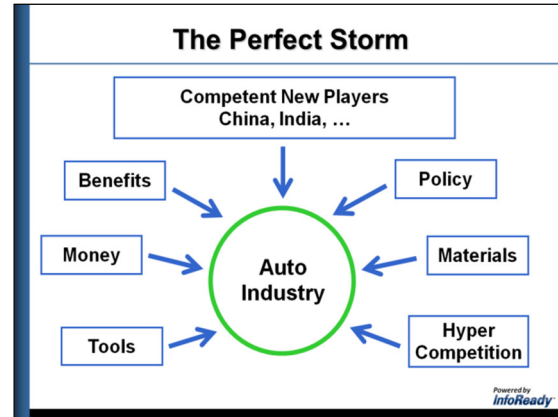 The Perfect Storm
Competent New Players
China, India, …
Benefits
Policy
Money
Auto
Industry
Materials
Tools
Hyper
Competition
Powered by
InfoReady